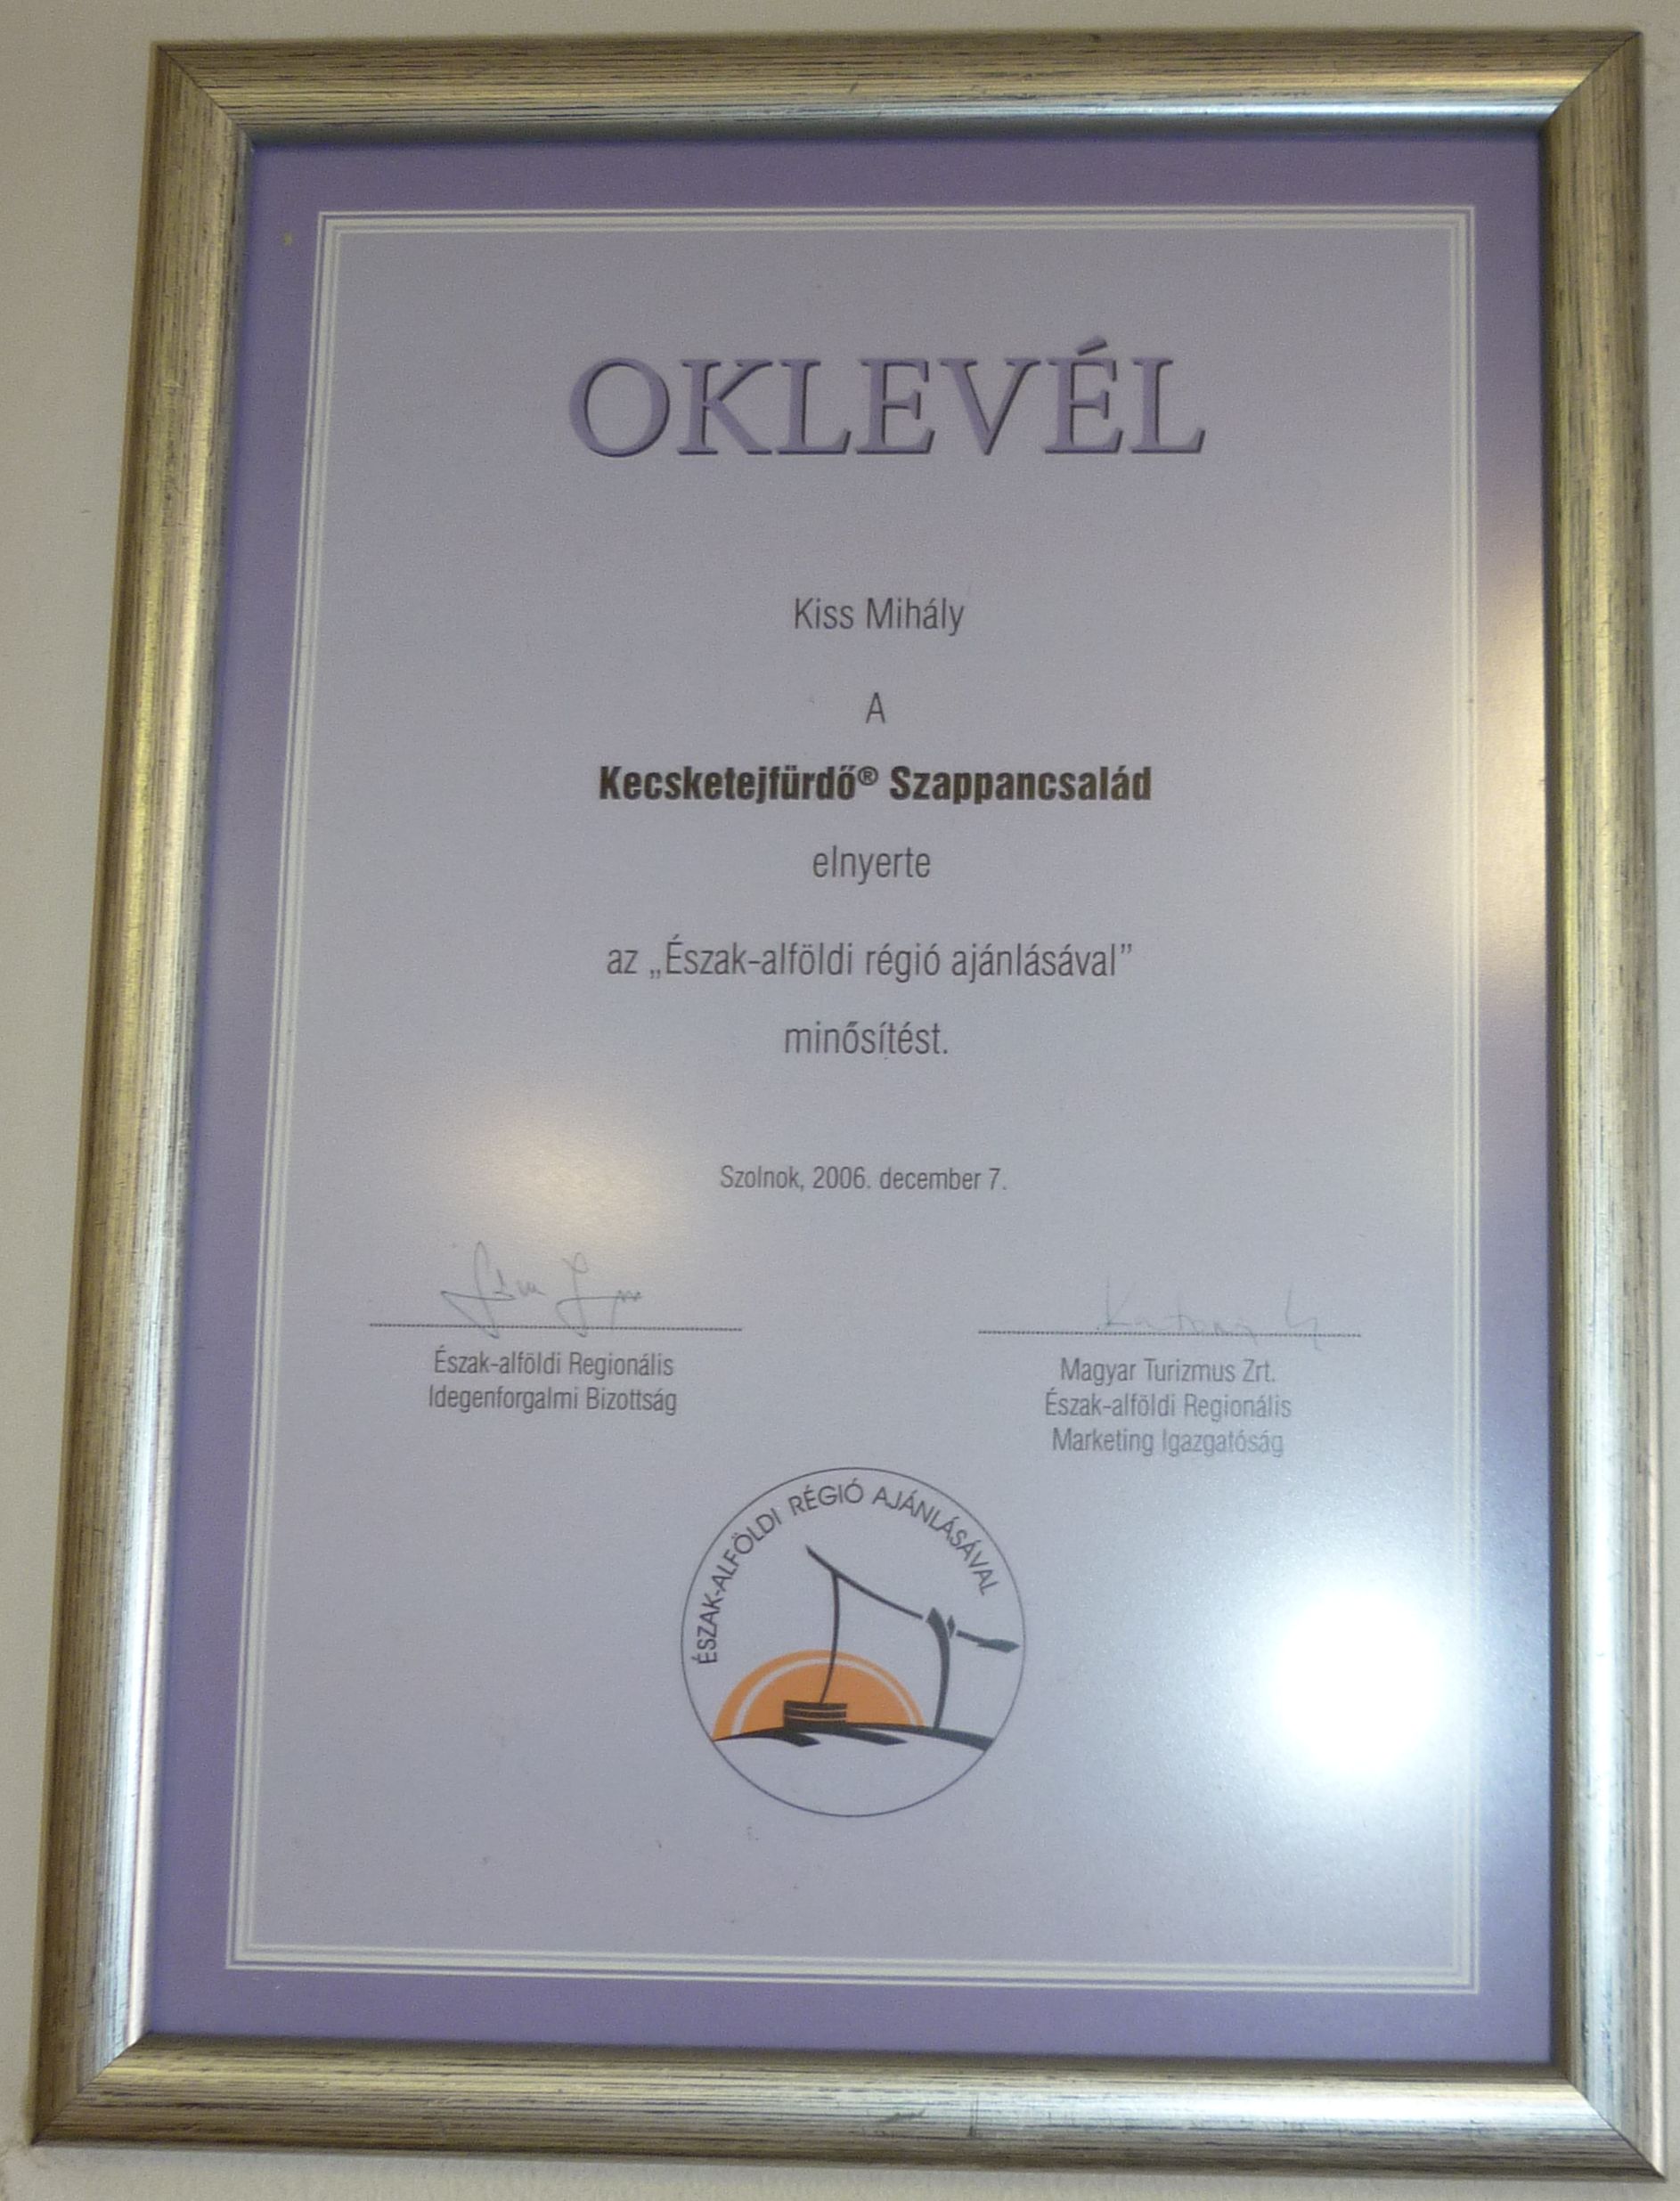 OKLEVÉL
Kiss Mihály
A
Kecsketejfürdő® Szappancsalád
elnyerte
az „Észak-alföldi régió ajánlásával”
minősítést.
Szolnok, 2006. december 7.
Észak-alföldi Regionális
Idegenforgalmi Bizottság
Magyar Turizmus Zrt.
Észak-alföldi Regionális
Marketing Igazgatóság
ÉSZAK-ALFÖLDI RÉGIÓ AJÁNLÁSÁVAL